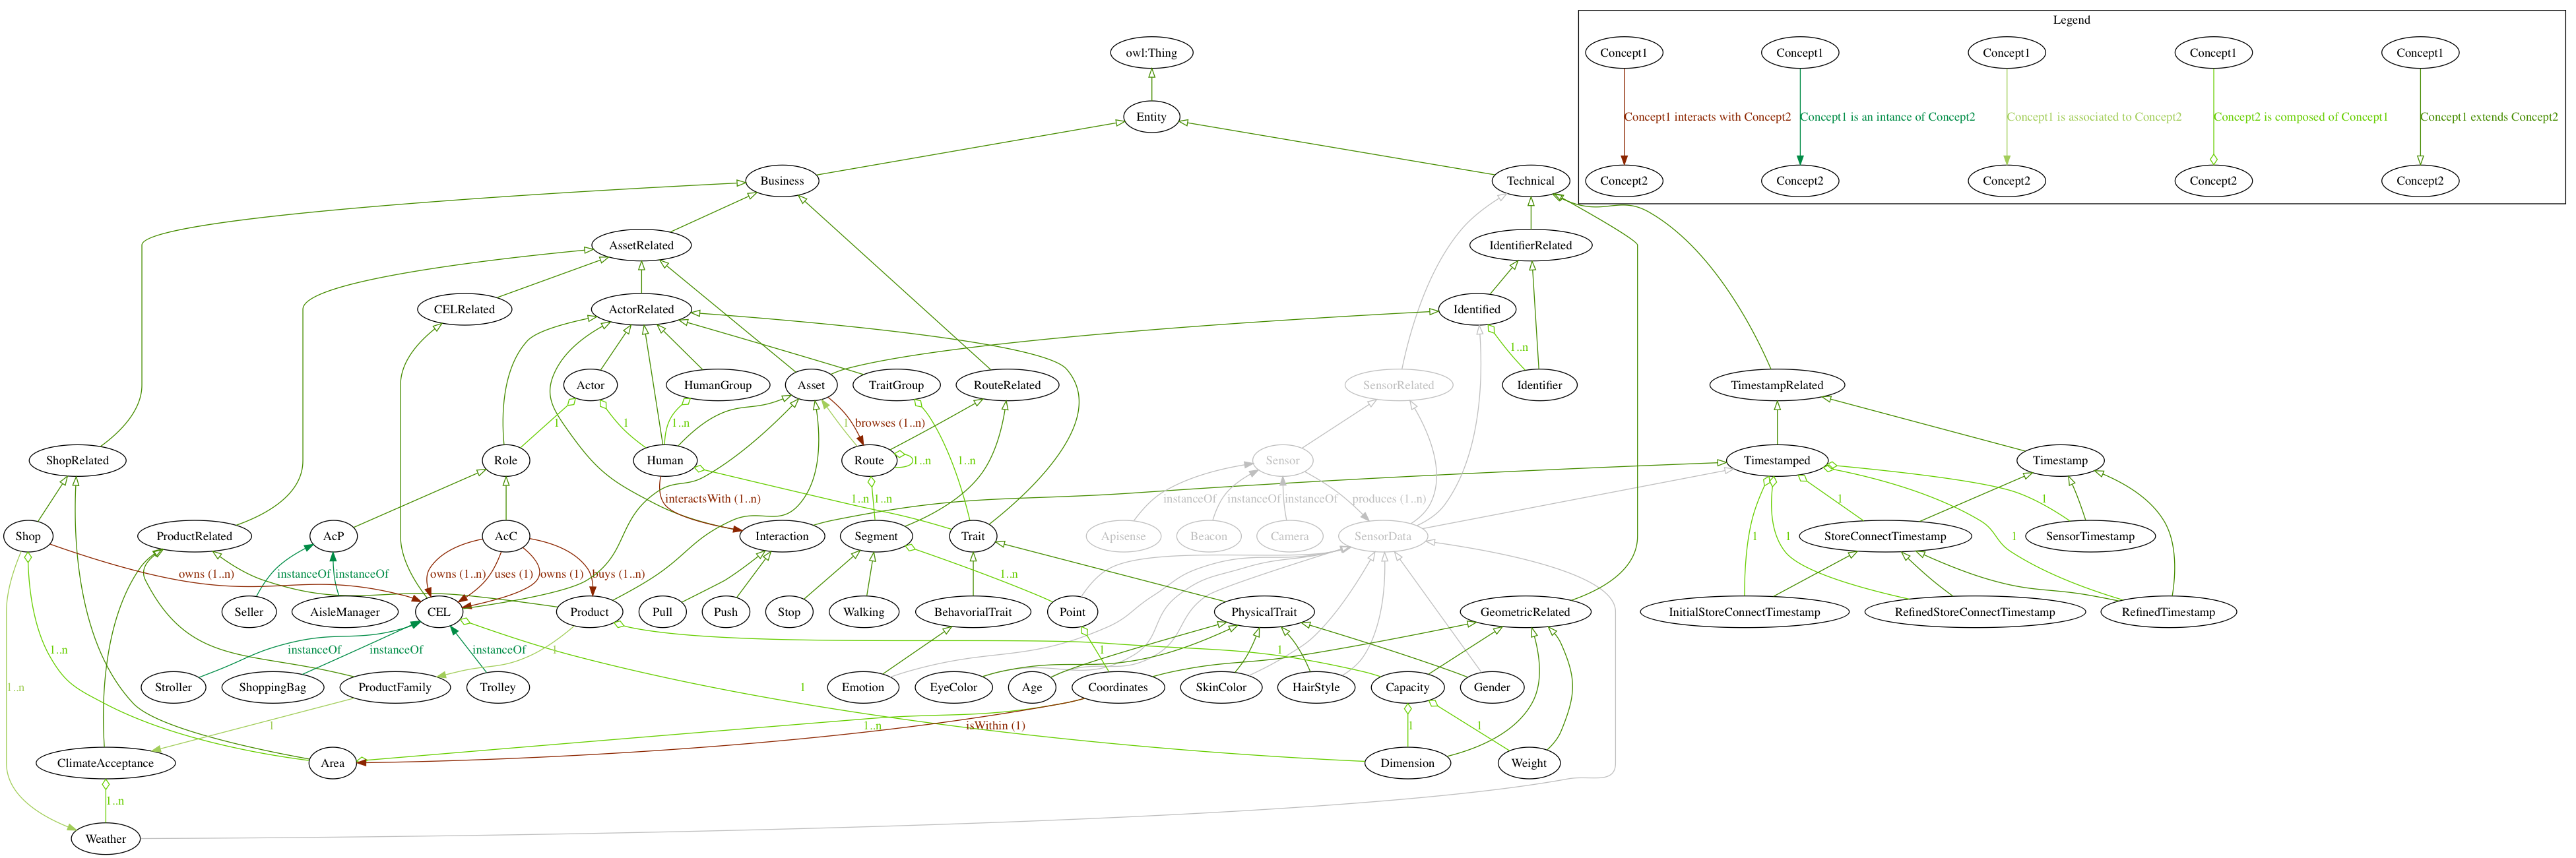 Legend
owl:Thing
Concept1
Concept1
Concept1
Concept1
Concept1
Entity
Concept1 interacts with Concept2
Concept1 is an intance of Concept2
Concept1 is associated to Concept2
Concept2 is composed of Concept1
Concept1 extends Concept2
Business
Technical
Concept2
Concept2
Concept2
Concept2
Concept2
AssetRelated
IdentifierRelated
CELRelated
ActorRelated
Identified
1..n
Actor
HumanGroup
Asset
TraitGroup
RouteRelated
SensorRelated
Identifier
TimestampRelated
1
1
1..n
1
browses (1..n)
ShopRelated
Role
Human
Route
1..n
1..n
Sensor
Timestamped
Timestamp
interactsWith (1..n)
1..n
1..n
instanceOf
instanceOf
instanceOf
produces (1..n)
1
1
Shop
ProductRelated
AcP
AcC
Interaction
Segment
Trait
Apisense
Beacon
Camera
SensorData
1
1
1
StoreConnectTimestamp
SensorTimestamp
owns (1..n)
instanceOf
instanceOf
owns (1..n)
uses (1)
owns (1)
buys (1..n)
1..n
Seller
AisleManager
CEL
Product
Pull
Push
Stop
Walking
BehavorialTrait
Point
PhysicalTrait
GeometricRelated
InitialStoreConnectTimestamp
RefinedStoreConnectTimestamp
RefinedTimestamp
1..n
instanceOf
instanceOf
instanceOf
1
1
1
1..n
Stroller
ShoppingBag
ProductFamily
Trolley
1
Emotion
EyeColor
Age
Coordinates
SkinColor
HairStyle
Capacity
Gender
1
1..n
isWithin (1)
1
1
ClimateAcceptance
Area
Dimension
Weight
1..n
Weather